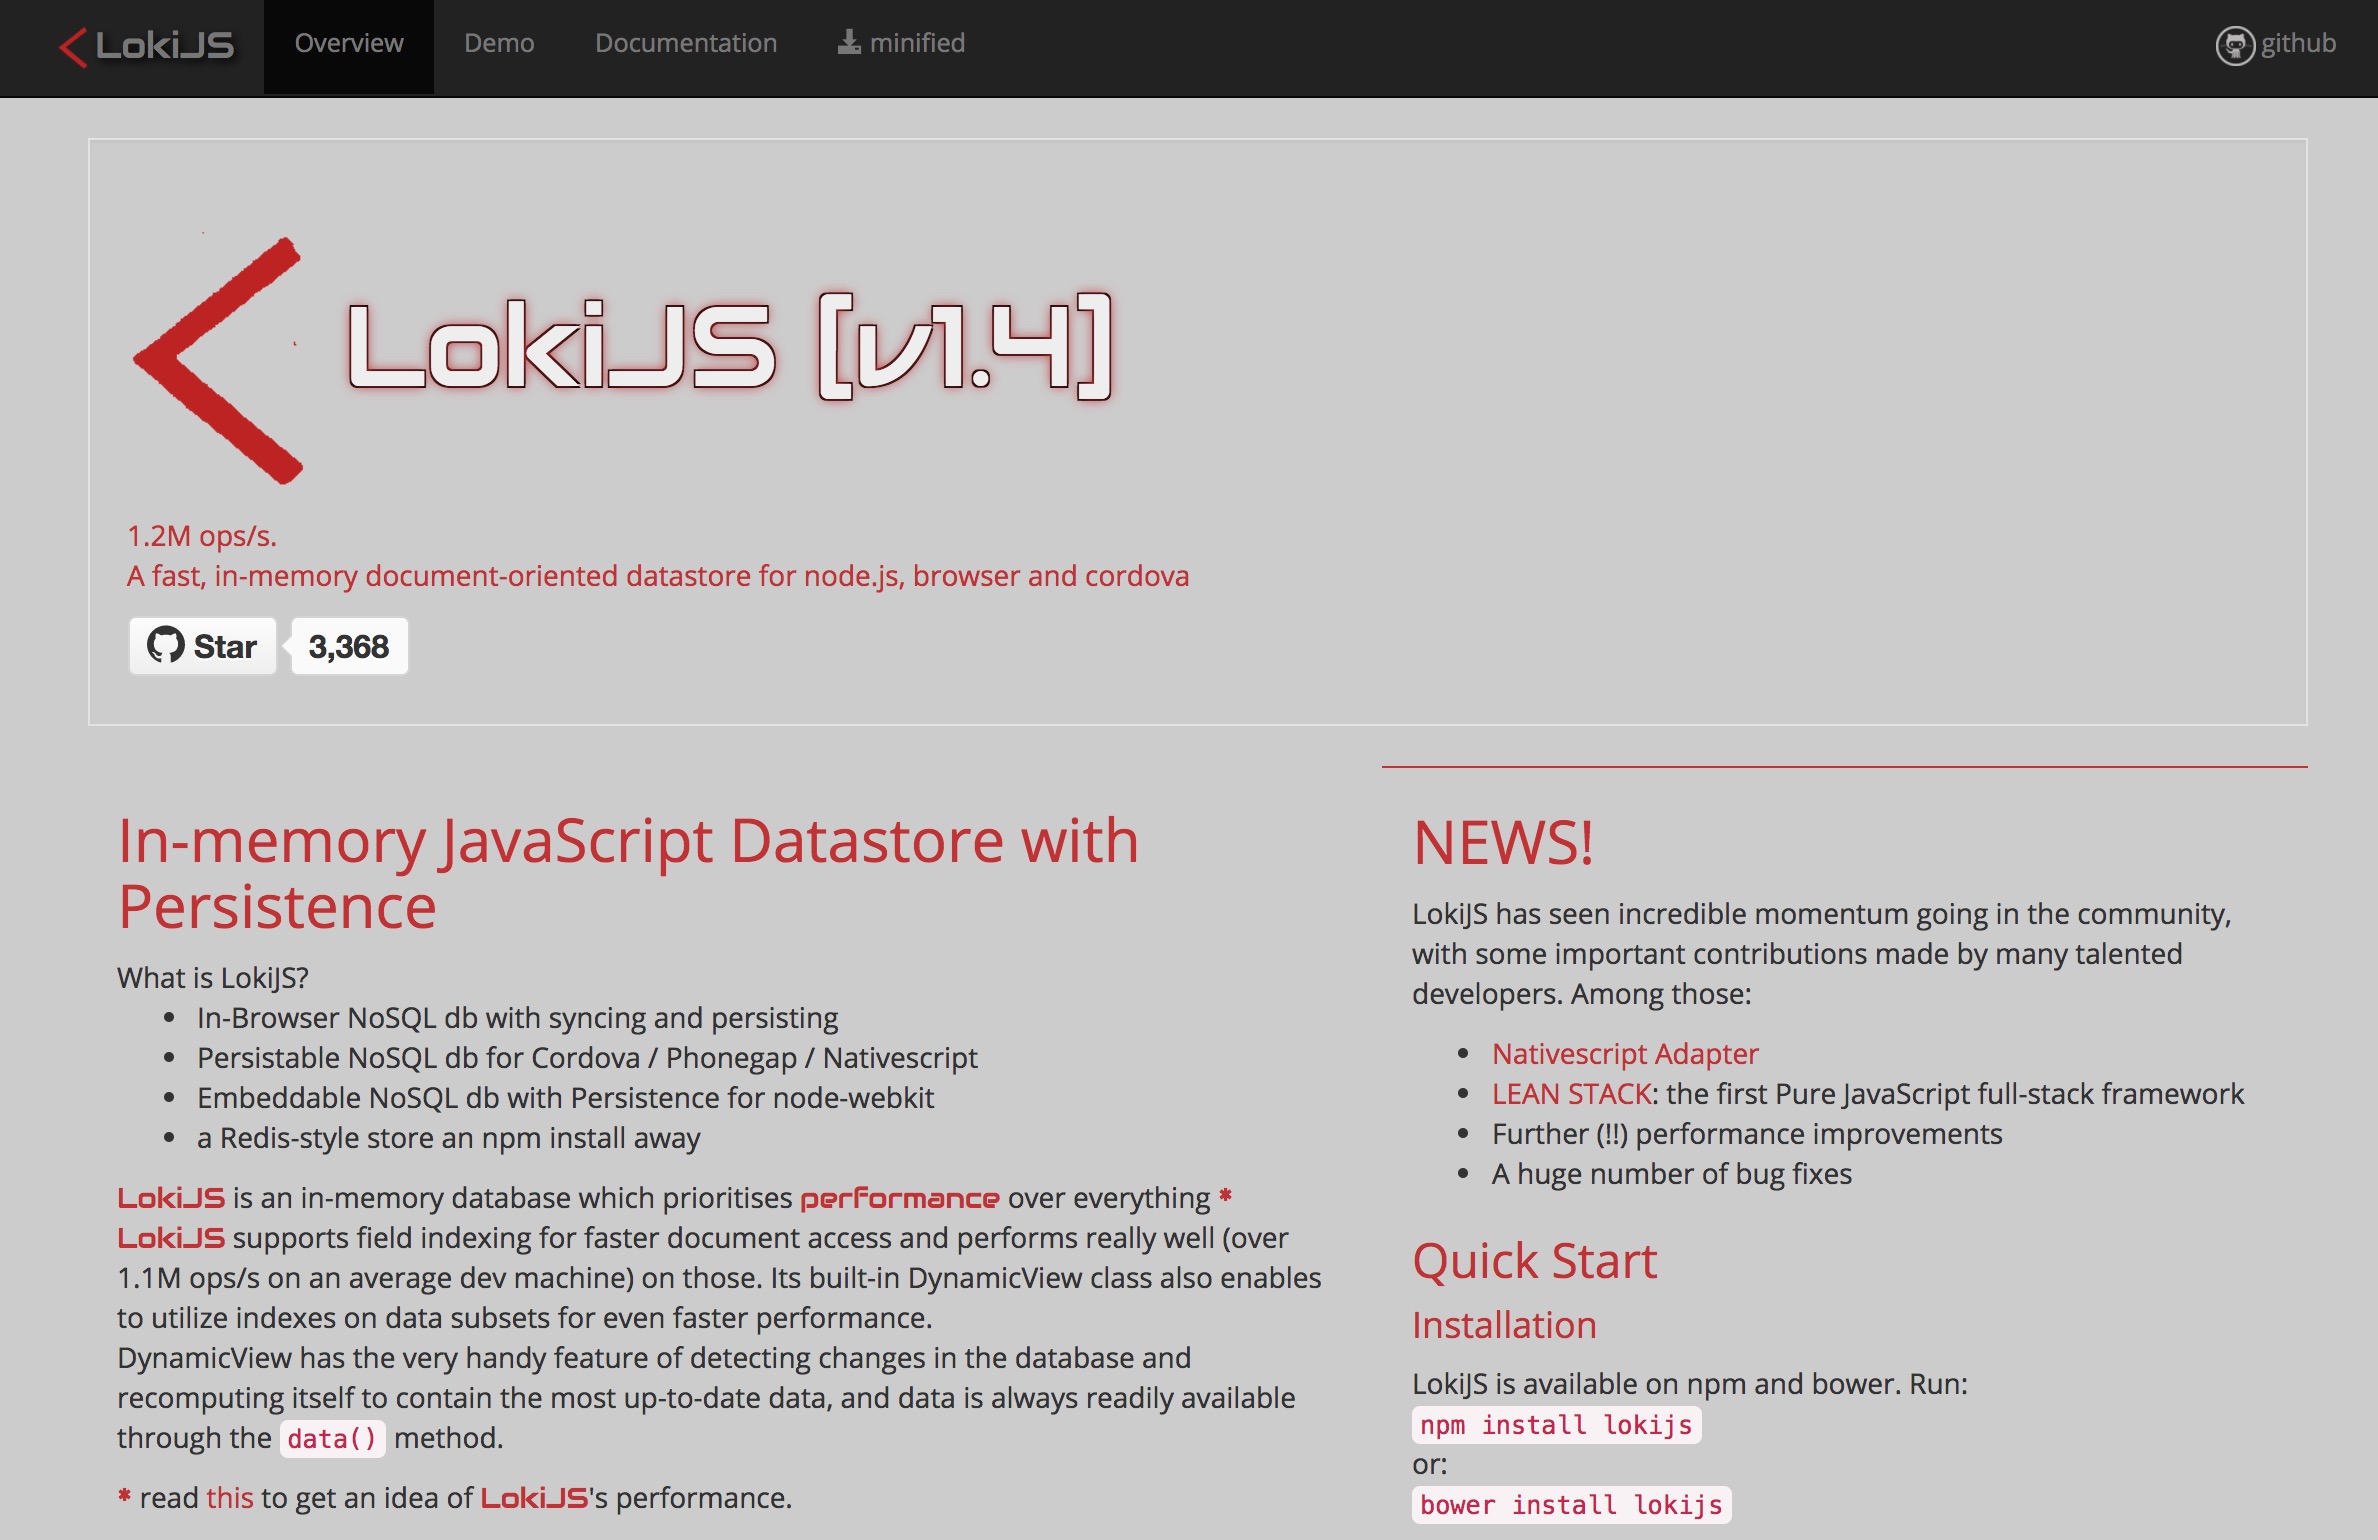 LokiJS Overview Demo Documentation minified github
LokiJS [v1.4]
1.2M ops/s.
A fast, in-memory document-oriented datastore for node.js, browser and cordova
Star 3,368
In-memory JavaScript Datastore with
Persistence
What is LokiJS?
• In-Browser NoSQL db with syncing and persisting
• Persistable NoSQL db for Cordova / Phonegap / Nativescript
• Embeddable NoSQL db with Persistence for node-webkit
• a Redis-style store an npm install away
LokiJS is an in-memory database which prioritises performance over everything *
LokiJS supports field indexing for faster document access and performs really well (over
1.1M ops/s on an average dev machine) on those. Its built-in DynamicView class also enables
to utilize indexes on data subsets for even faster performance.
DynamicView has the very handy feature of detecting changes in the database and
recomputing itself to contain the most up-to-date data, and data is always readily available
through the data() method.
* read this to get an idea of LokiJS's performance.
NEWS!
LokiJS has seen incredible momentum going in the community,
with some important contributions made by many talented
developers. Among those:
• Nativescript Adapter
• LEAN STACK: the first Pure JavaScript full-stack framework
• Further (!!) performance improvements
• A huge number of bug fixes
Quick Start
Installation
LokiJS is available on npm and bower. Run:
npm install lokijs
or:
bower install lokijs